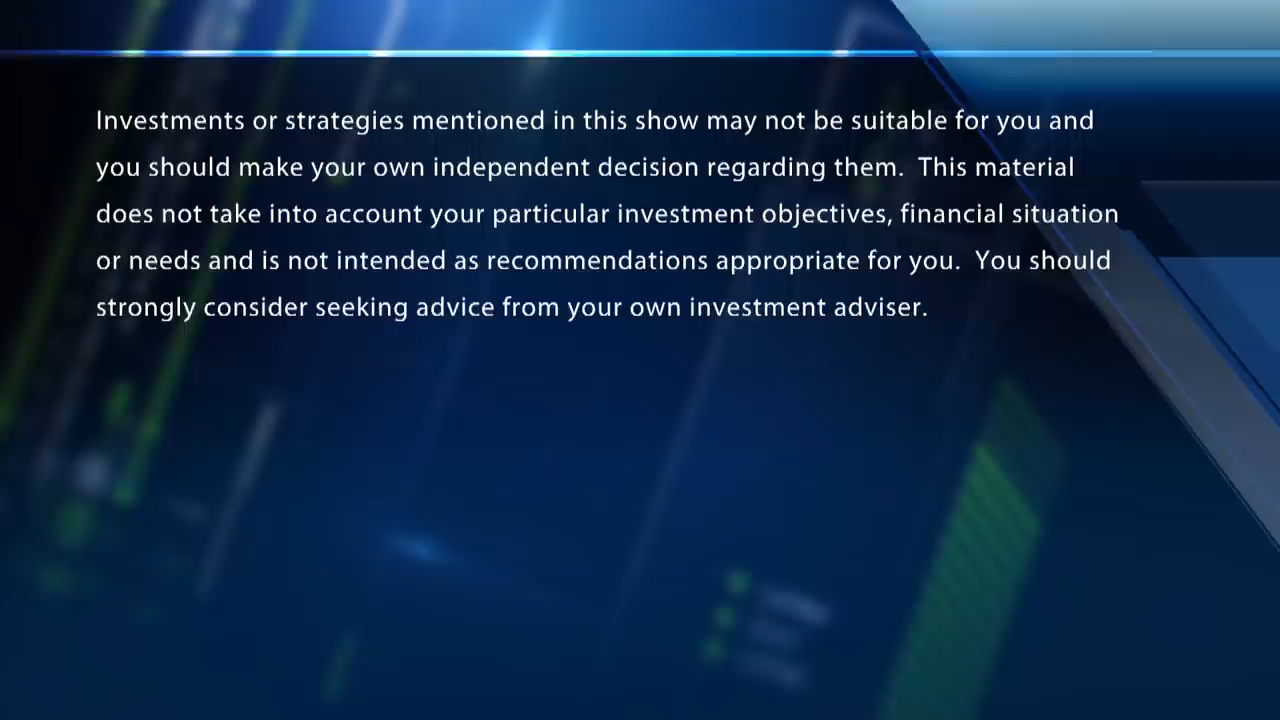 Investments or strategies mentioned in this show may not be suitable for you and
you should make your own independent decision regarding them.  This material
does not take into account your particular investment objectives, financial situation
or needs and is not intended as recommendations appropriate for you.  You should
strongly consider seeking advice from your own investment adviser.